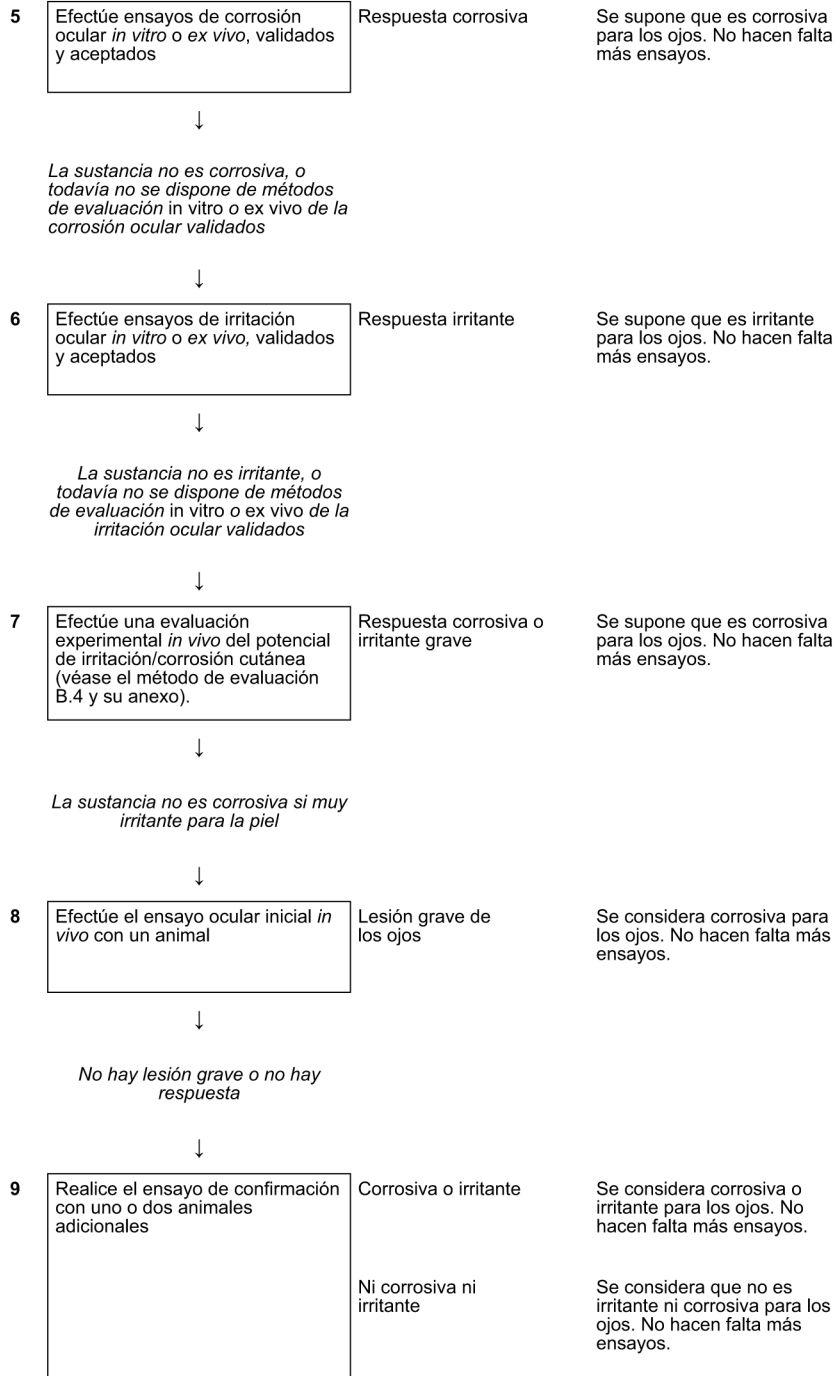 5
Efectúe ensayos de corrosión
ocular in vitro o ex vivo, validados
y aceptados
Respuesta corrosiva
Se supone que es corrosiva
para los ojos. No hacen falta
más ensayos.
↓
La sustancia no es corrosiva, o
todavía no se dispone de métodos
de evaluación in vitro o ex vivo de la
corrosión ocular validados
↓
6
Efectúe ensayos de irritación
ocular in vitro o ex vivo, validados
y aceptados
Respuesta irritante
Se supone que es irritante
para los ojos. No hacen falta
más ensayos.
↓
La sustancia no es irritante, o
todavía no se dispone de métodos
de evaluación in vitro o ex vivo de la
irritación ocular validados
↓
7
Efectúe una evaluación
experimental in vivo del potencial
de irritación/corrosión cutánea
(véase el método de evaluación
B.4 y su anexo).
Respuesta corrosiva o
irritante grave
Se supone que es corrosiva
para los ojos. No hacen falta
más ensayos.
↓
La sustancia no es corrosiva si muy
irritante para la piel
↓
8
Efectúe el ensayo ocular inicial in
vivo con un animal
Lesión grave de
los ojos
Se considera corrosiva para
los ojos. No hacen falta más
ensayos.
↓
No hay lesión grave o no hay
respuesta
↓
9
Realice el ensayo de confirmación
con uno o dos animales
adicionales
Corrosiva o irritante
Se considera corrosiva o
irritante para los ojos. No
hacen falta más ensayos.
Ni corrosiva ni
irritante
Se considera que no es
irritante ni corrosiva para los
ojos. No hacen falta más
ensayos.